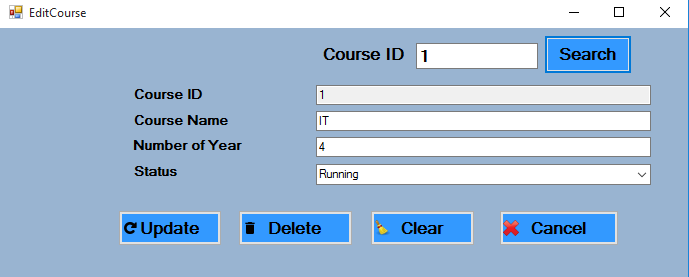 EditCourse
Course ID 1 Search
Course ID 1
Course Name IT
Number of Year 4
Status Running
Update Delete Clear Cancel